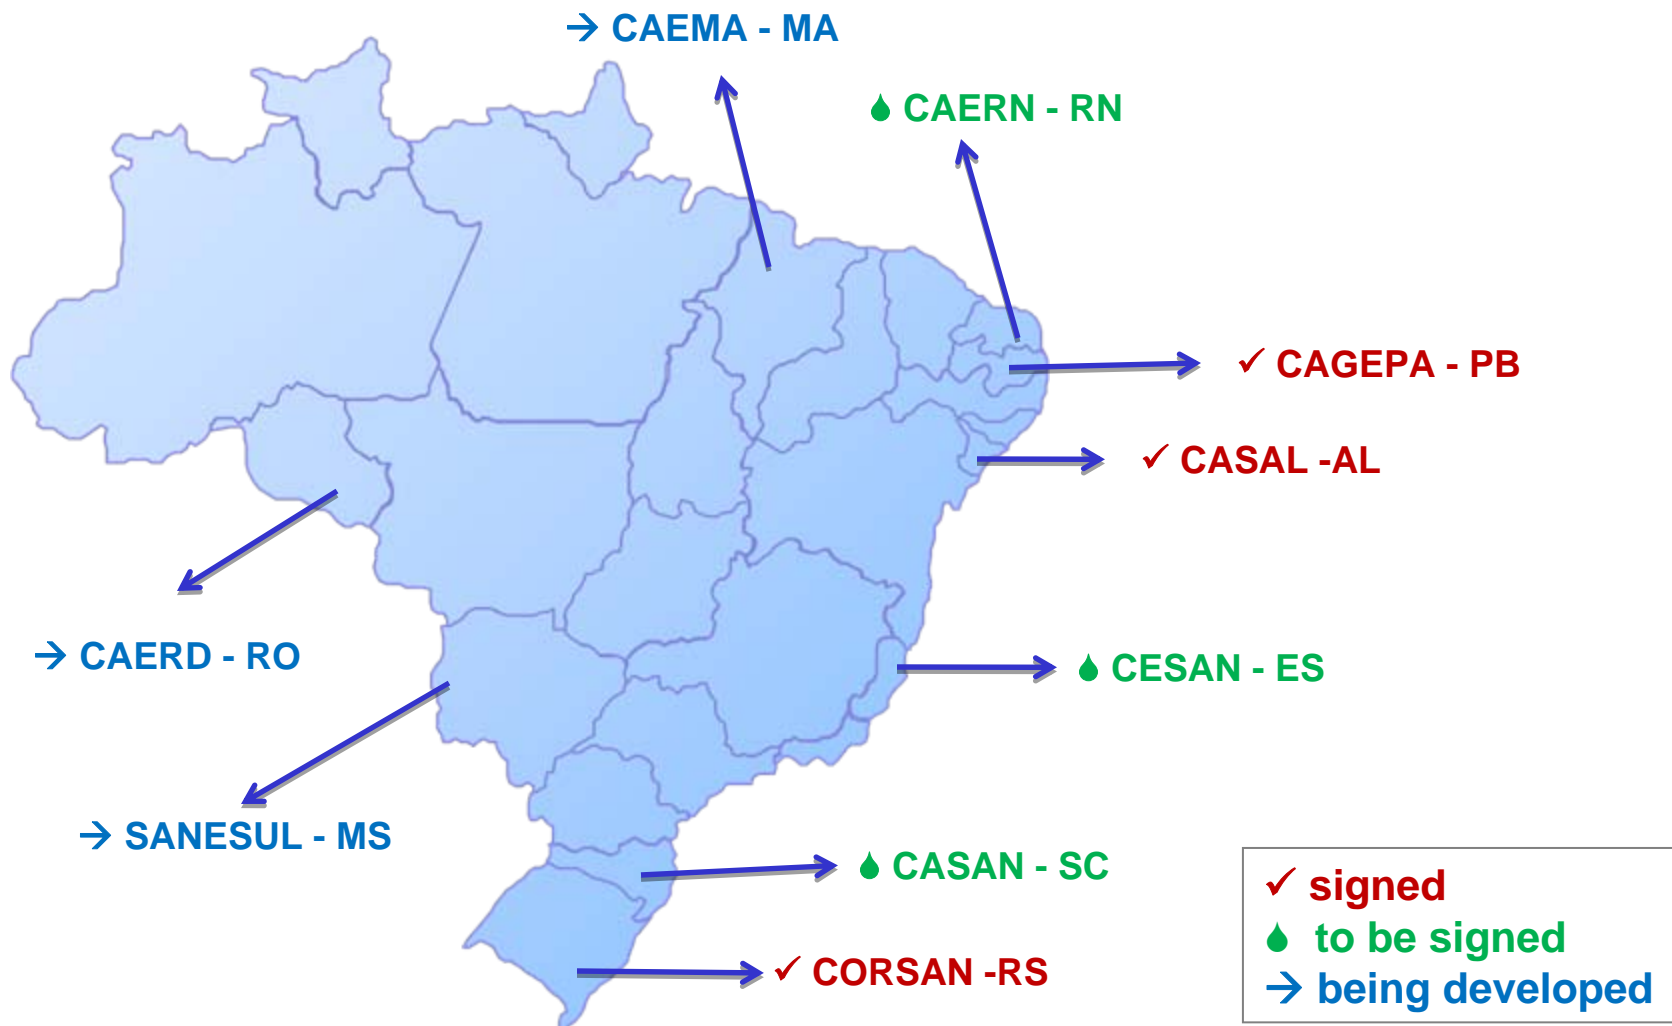 → CAEMA - MA
CAERN - RN
✓ CAGEPA - PB
✓ CASAL -AL
→ CAERD - RO
CESAN - ES
→ SANESUL - MS
CASAN - SC
✓ CORSAN -RS
✓ signed
to be signed
→ being developed